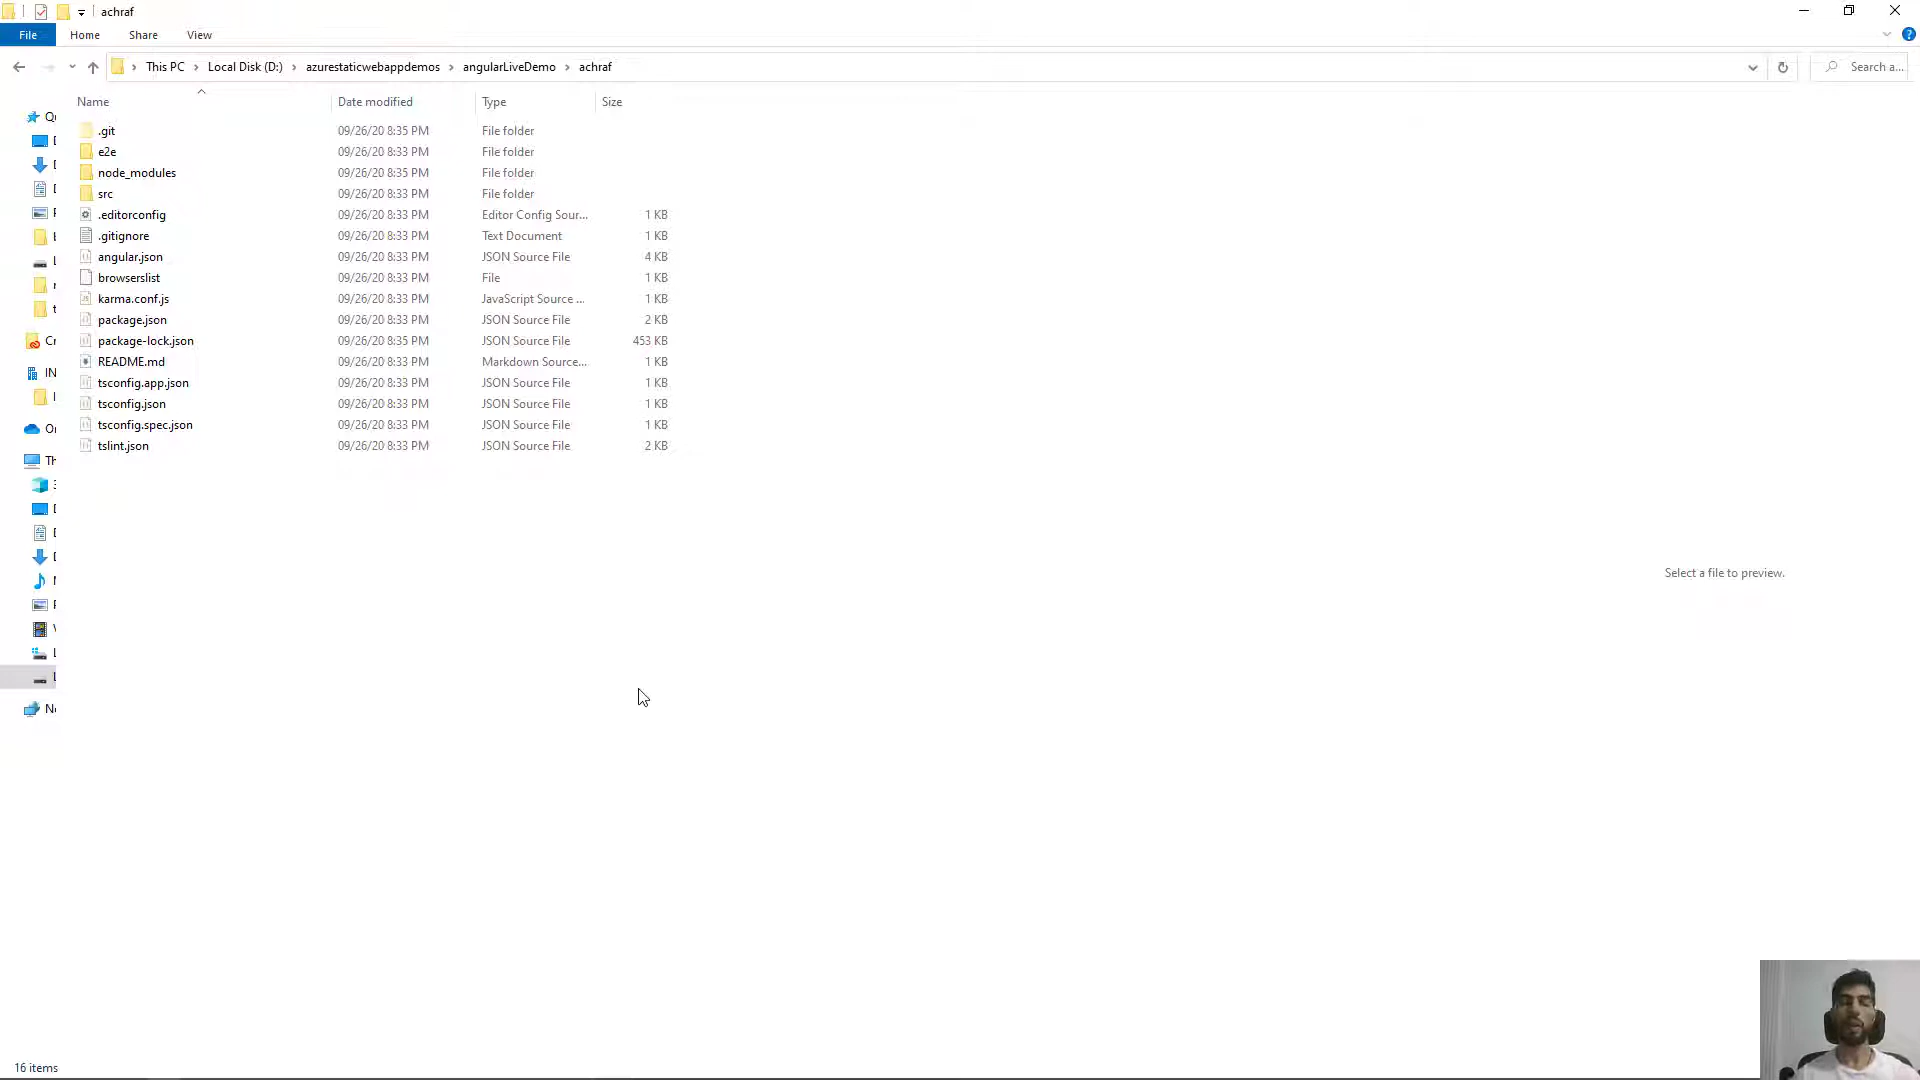 achraf
File Home Share View
This PC Local Disk (D:) azurestaticwebappdemos angularLiveDemo achraf Search a...
Name Date modified Type Size
.git 09/26/20 8:35 PM File folder
e2e 09/26/20 8:33 PM File folder
node_modules 09/26/20 8:35 PM File folder
src 09/26/20 8:33 PM File folder
.editorconfig 09/26/20 8:33 PM Editor Config Sour... 1 KB
.gitignore 09/26/20 8:33 PM Text Document 1 KB
angular.json 09/26/20 8:33 PM JSON Source File 4 KB
browserslist 09/26/20 8:33 PM File 1 KB
karma.conf.js 09/26/20 8:33 PM JavaScript Source ... 1 KB
package.json 09/26/20 8:33 PM JSON Source File 2 KB
package-lock.json 09/26/20 8:35 PM JSON Source File 453 KB
README.md 09/26/20 8:33 PM Markdown Source... 1 KB
tsconfig.app.json 09/26/20 8:33 PM JSON Source File 1 KB
tsconfig.json 09/26/20 8:33 PM JSON Source File 1 KB
tsconfig.spec.json 09/26/20 8:33 PM JSON Source File 1 KB
tslint.json 09/26/20 8:33 PM JSON Source File 2 KB
Select a file to preview.
16 items